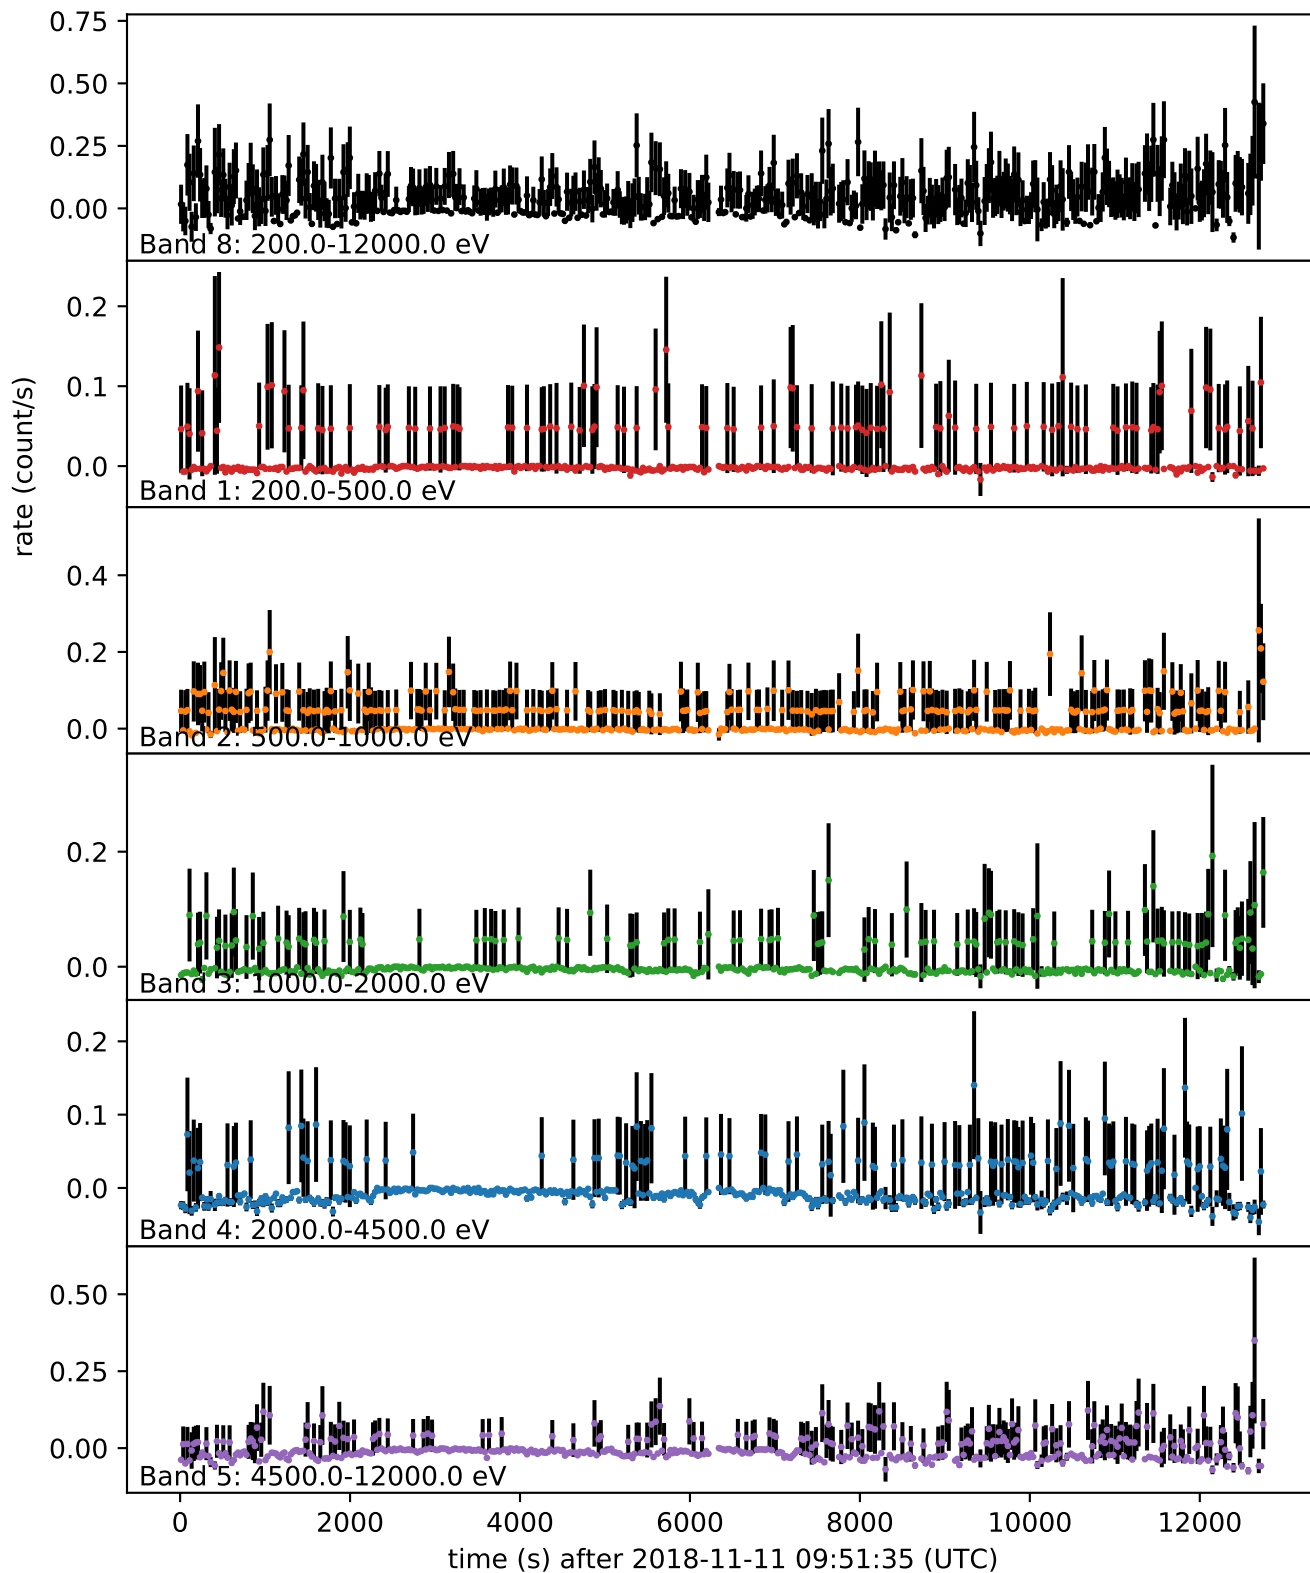 0.75
0.50
0.25
0.00
Band 8: 200.0-12000.0 eV
0.2
0.1
0.0
Band 1: 200.0-500.0 eV
rate (count/s)
0.4
0.2
0.0
Band 2: 500.0-1000.0 eV
0.2
0.0
Band 3: 1000.0-2000.0 eV
0.2
0.1
0.0
Band 4: 2000.0-4500.0 eV
0.50
0.25
0.00
Band 5: 4500.0-12000.0 eV
0 2000 4000 6000 8000 10000 12000
time (s) after 2018-11-11 09:51:35 (UTC)